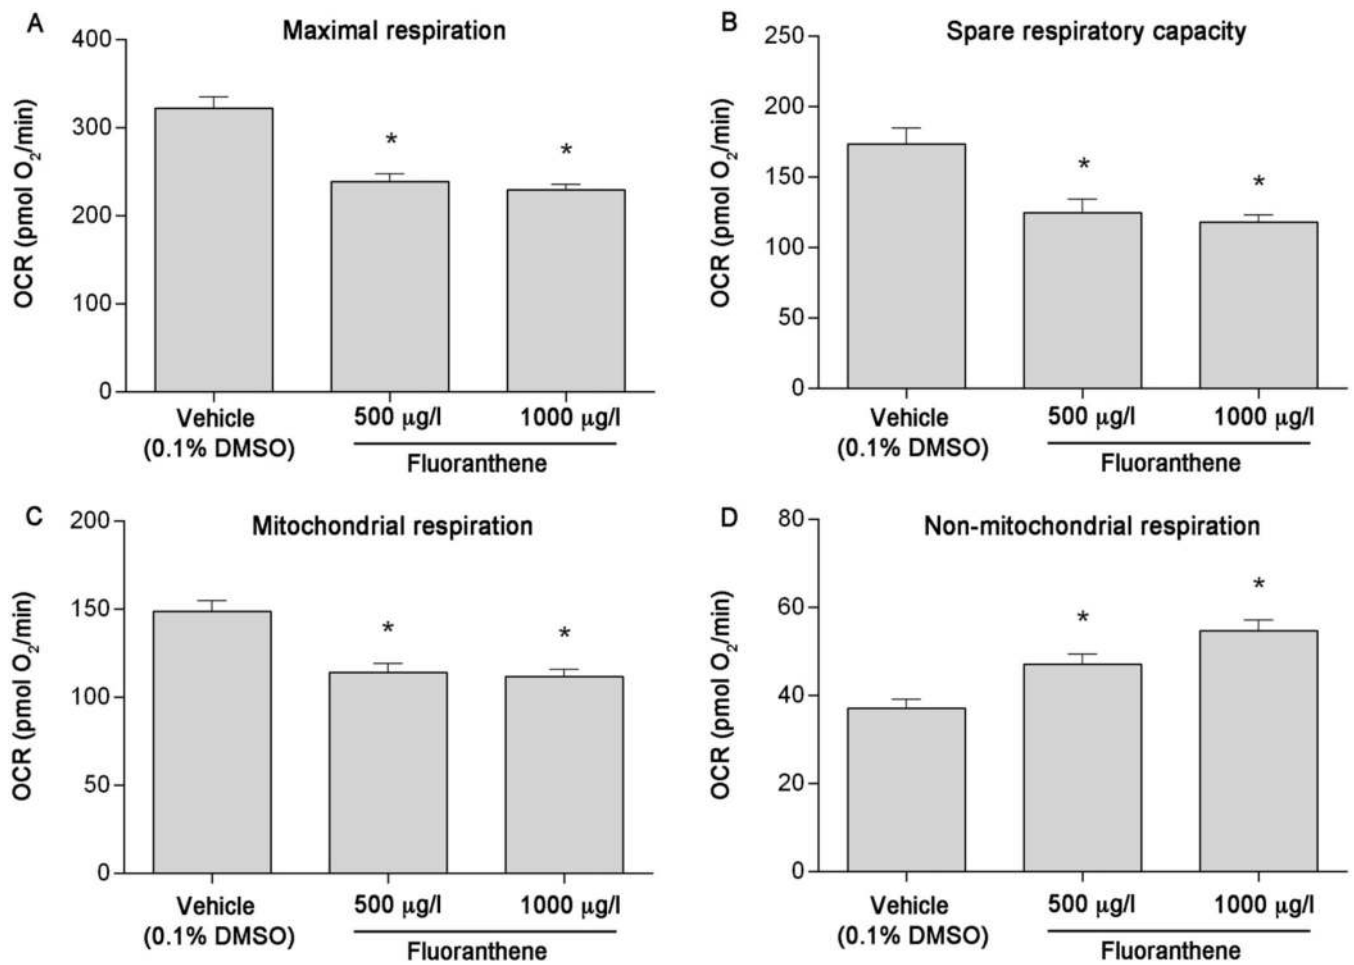 A
Maximal respiration
400
300
200
100
0
OCR (pmol O₂/min)
*
*
Vehicle
(0.1% DMSO)
500 μg/l
1000 μg/l
Fluoranthene
B
Spare respiratory capacity
250
200
150
100
50
0
OCR (pmol O₂/min)
*
*
Vehicle
(0.1% DMSO)
500 μg/l
1000 μg/l
Fluoranthene
C
Mitochondrial respiration
200
150
100
50
0
OCR (pmol O₂/min)
*
*
Vehicle
(0.1% DMSO)
500 μg/l
1000 μg/l
Fluoranthene
D
Non-mitochondrial respiration
80
60
40
20
0
OCR (pmol O₂/min)
*
*
Vehicle
(0.1% DMSO)
500 μg/l
1000 μg/l
Fluoranthene